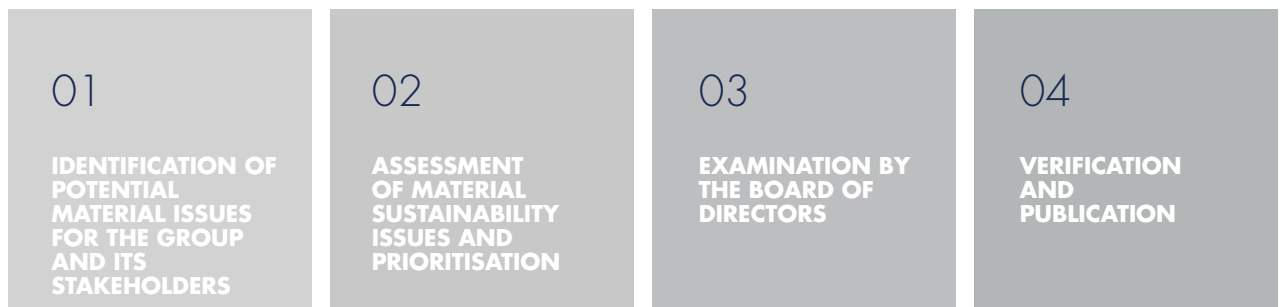 01
IDENTIFICATION OF
POTENTIAL
MATERIAL ISSUES
FOR THE GROUP
AND ITS
STAKEHOLDERS
02
ASSESSMENT
OF MATERIAL
SUSTAINABILITY
ISSUES AND
PRIORITISATION
03
EXAMINATION BY
THE BOARD OF
DIRECTORS
04
VERIFICATION
AND
PUBLICATION